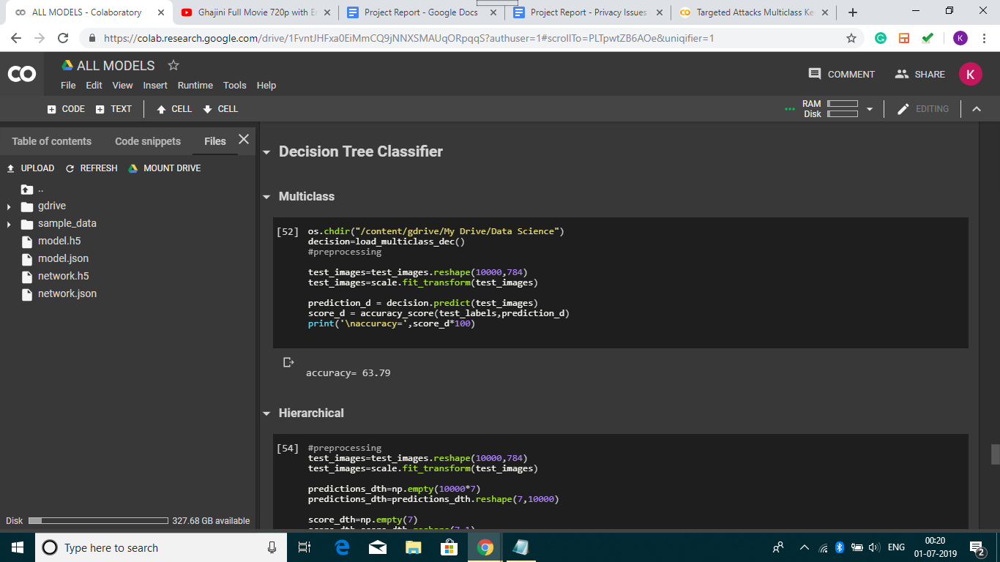 ALL MODELS - Colaboratory
Ghajini Full Movie 720p with E
Project Report - Google Docs
Project Report - Privacy Issues
Targeted Attacks Multiclass Ke
https://colab.research.google.com/drive/1FvntJHFxa0EiMmCQ9jNNXSMAUqORpqqS?authuser=1#scrollTo=PLTpwtZB6AOe&uniqifier=1
K
CO
ALL MODELS
COMMENT
SHARE
K
File Edit View Insert Runtime Tools Help
CODE TEXT CELL CELL
RAM
Disk
EDITING
Table of contents Code snippets Files
UPLOAD REFRESH MOUNT DRIVE
..
gdrive
sample_data
model.h5
model.json
network.h5
network.json
Disk 327.68 GB available
Decision Tree Classifier
Multiclass
[52] os.chdir("/content/gdrive/My Drive/Data Science")
decision=load_multiclass_dec()
#preprocessing
test_images=test_images.reshape(10000,784)
test_images=scale.fit_transform(test_images)
prediction_d = decision.predict(test_images)
score_d = accuracy_score(test_labels,prediction_d)
print('\naccuracy=',score_d*100)
accuracy= 63.79
Hierarchical
[54] #preprocessing
test_images=test_images.reshape(10000,784)
test_images=scale.fit_transform(test_images)
predictions_dth=np.empty(10000*7)
predictions_dth=predictions_dth.reshape(7,10000)
score_dth=np.empty(7)
Type here to search
ENG
00:20
01-07-2019
2